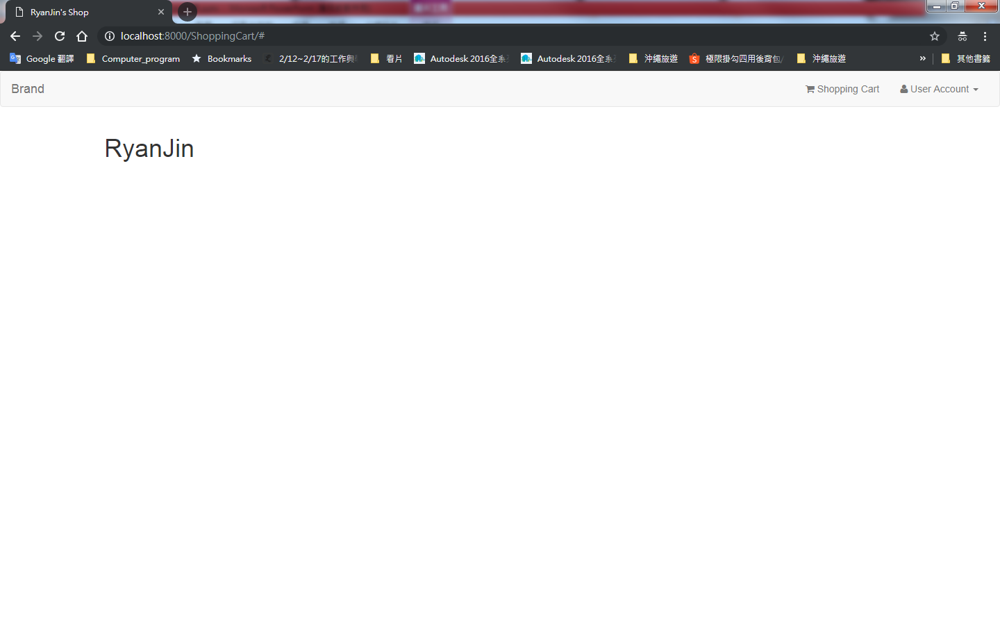 RyanJin's Shop
localhost:8000/ShoppingCart/#
Google 翻譯 Computer_program Bookmarks 2/12~2/17的工作與 看片 Autodesk 2016全系 Autodesk 2016全系 沖繩旅遊 極限掛勾四用後背包/ 沖繩旅遊 » 其他書籤
Brand Shopping Cart User Account
RyanJin